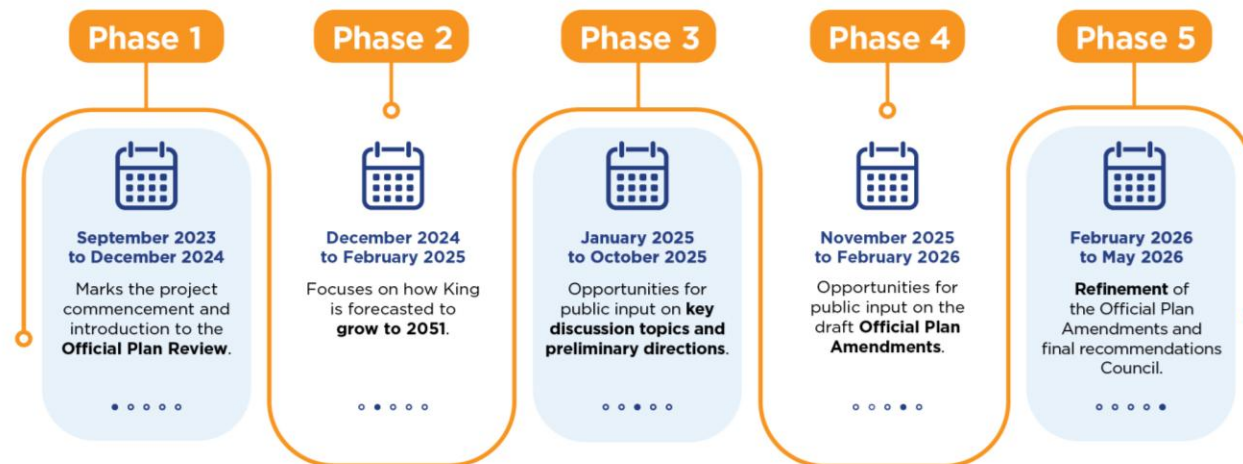 Phase 1
September 2023
to December 2024
Marks the project
commencement and
introduction to the
Official Plan Review.
Phase 2
December 2024
to February 2025
Focuses on how King
is forecasted to
grow to 2051.
Phase 3
January 2025
to October 2025
Opportunities for
public input on key
discussion topics and
preliminary directions.
Phase 4
November 2025
to February 2026
Opportunities for
public input on the
draft Official Plan
Amendments.
Phase 5
February 2026
to May 2026
Refinement of
the Official Plan
Amendments and
final recommendations
Council.